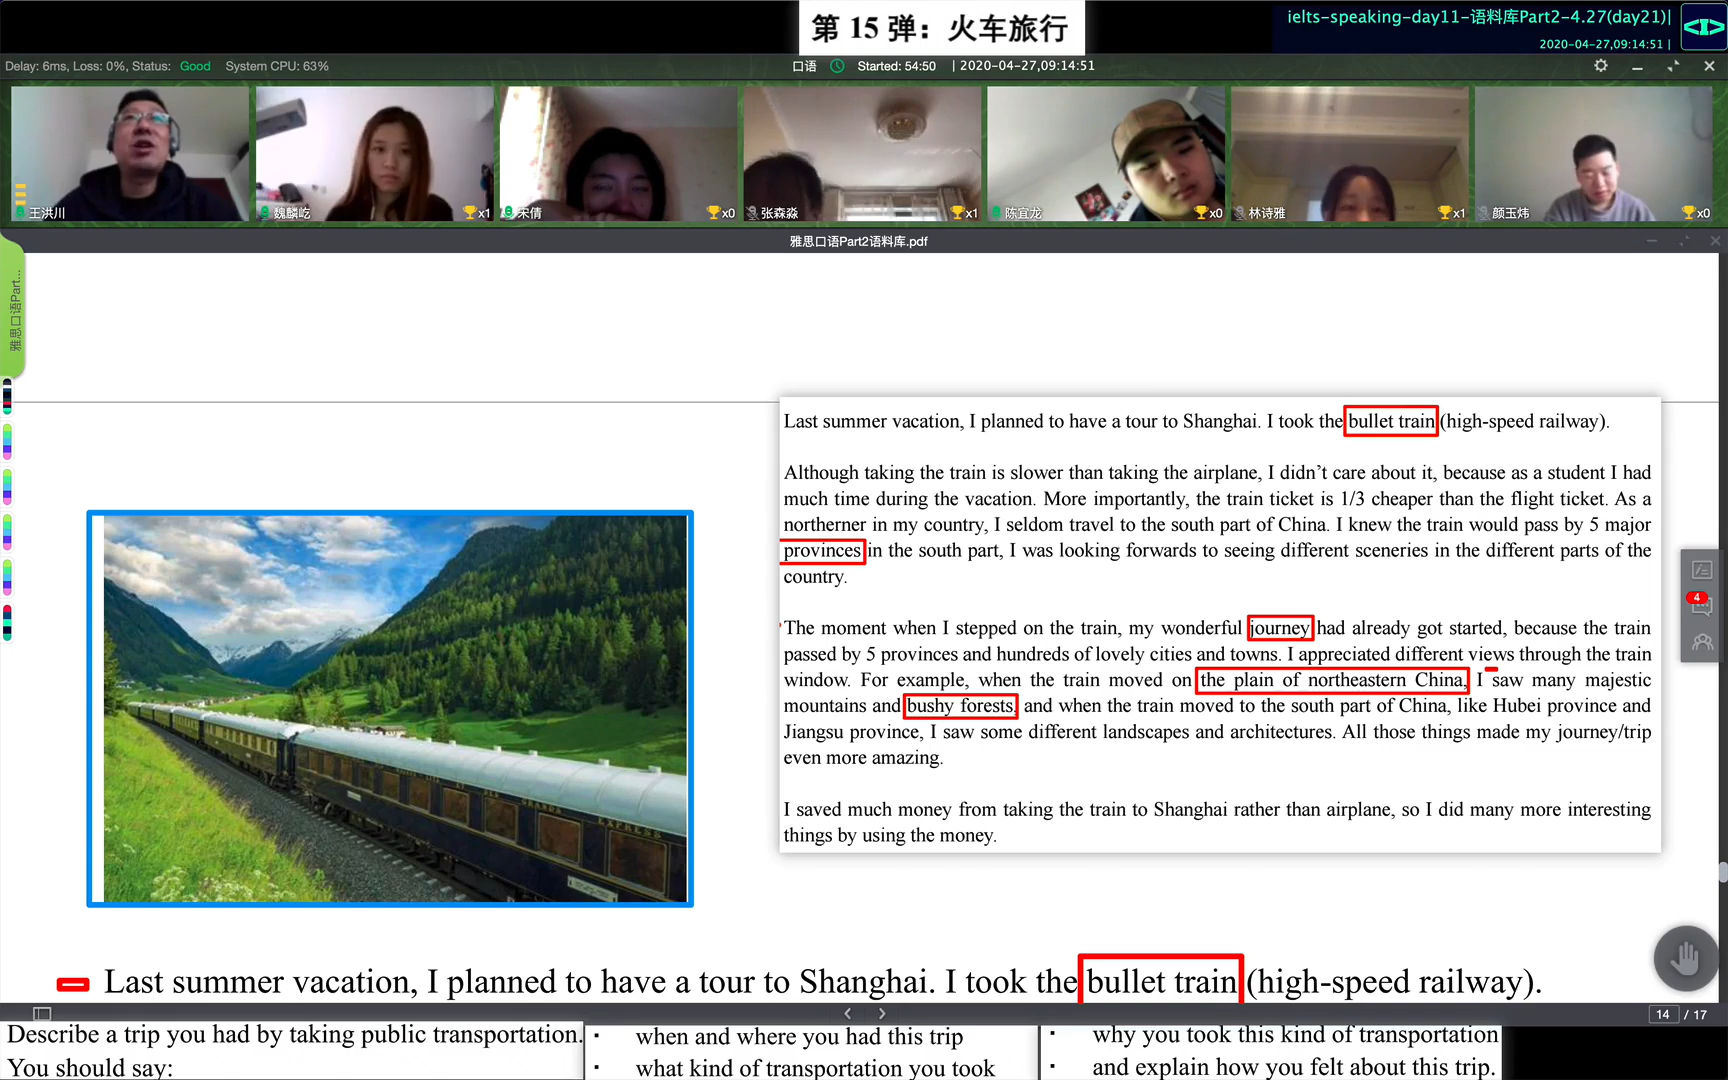 第 15 弹：火车旅行
ielts-speaking-day11-语料库Part2-4.27(day21)|
2020-04-27,09:14:51 |
Delay: 6ms, Loss: 0%, Status: Good System CPU: 63%
口语 Started: 54:50 | 2020-04-27,09:14:51
王洪川
魏麟屹 x1
宋倩 x0
张森淼 x1
陈宜龙 x0
林诗雅 x1
颜玉炜 x0
雅思口语Part2语料库.pdf
雅思口语Part...
Last summer vacation, I planned to have a tour to Shanghai. I took the bullet train (high-speed railway).
Although taking the train is slower than taking the airplane, I didn't care about it, because as a student I had
much time during the vacation. More importantly, the train ticket is 1/3 cheaper than the flight ticket. As a
northerner in my country, I seldom travel to the south part of China. I knew the train would pass by 5 major
provinces in the south part, I was looking forwards to seeing different sceneries in the different parts of the
country.
The moment when I stepped on the train, my wonderful journey had already got started, because the train
passed by 5 provinces and hundreds of lovely cities and towns. I appreciated different views through the train
window. For example, when the train moved on the plain of northeastern China, I saw many majestic
mountains and bushy forests, and when the train moved to the south part of China, like Hubei province and
Jiangsu province, I saw some different landscapes and architectures. All those things made my journey/trip
even more amazing.
I saved much money from taking the train to Shanghai rather than airplane, so I did many more interesting
things by using the money.
4
EXPRESS
Last summer vacation, I planned to have a tour to Shanghai. I took the bullet train (high-speed railway).
14 / 17
Describe a trip you had by taking public transportation.
You should say:
· when and where you had this trip
· what kind of transportation you took
· why you took this kind of transportation
· and explain how you felt about this trip.